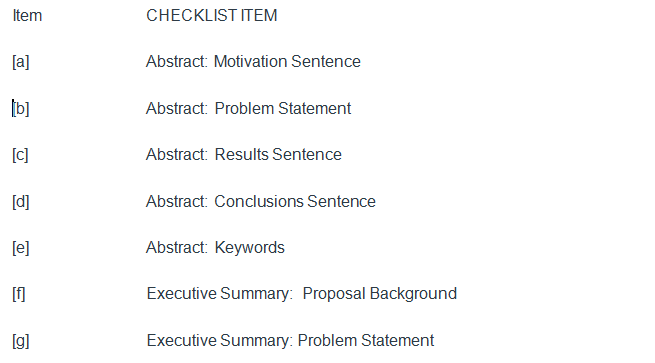 Item CHECKLIST ITEM
[a] Abstract: Motivation Sentence
[b] Abstract: Problem Statement
[c] Abstract: Results Sentence
[d] Abstract: Conclusions Sentence
[e] Abstract: Keywords
[f] Executive Summary: Proposal Background
[g] Executive Summary: Problem Statement